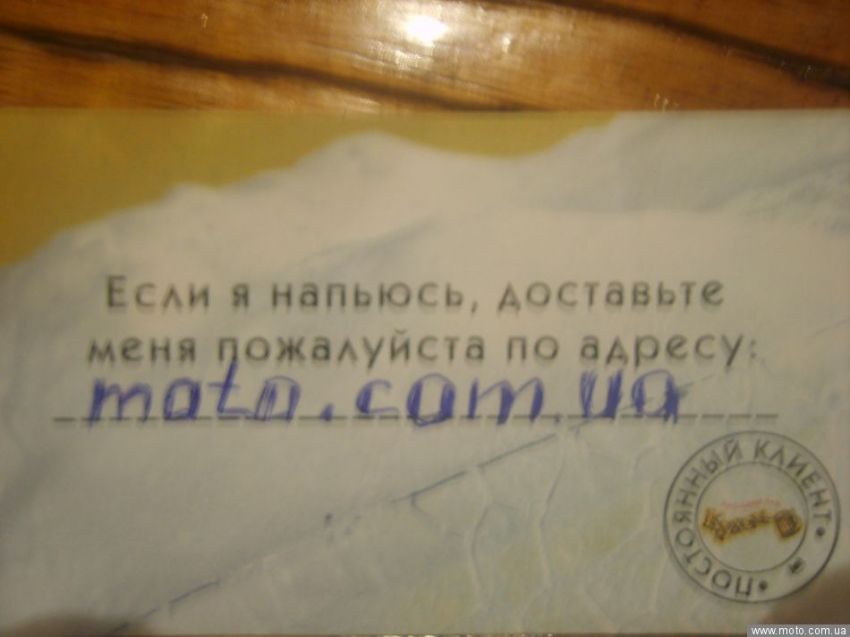 Если я напьюсь, доставьте
меня пожалуйста по адресу:
moto.com.ua
ПОСТОЯННЫЙ КЛИЕНТ
www.moto.com.ua